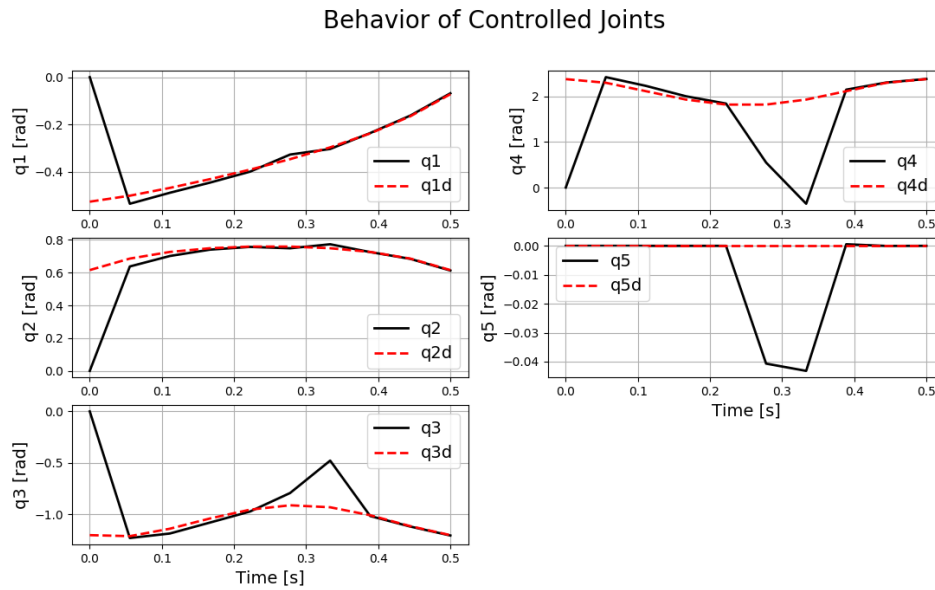 Behavior of Controlled Joints
q1 [rad]
0.0
−0.2
−0.4
q1
q1d
0.0 0.1 0.2 0.3 0.4 0.5
q2 [rad]
0.8
0.6
0.4
0.2
0.0
q2
q2d
0.0 0.1 0.2 0.3 0.4 0.5
q3 [rad]
0.0
−0.5
−1.0
q3
q3d
0.0 0.1 0.2 0.3 0.4 0.5
Time [s]
q4 [rad]
2
1
0
q4
q4d
0.0 0.1 0.2 0.3 0.4 0.5
q5 [rad]
0.00
−0.01
−0.02
−0.03
−0.04
q5
q5d
0.0 0.1 0.2 0.3 0.4 0.5
Time [s]